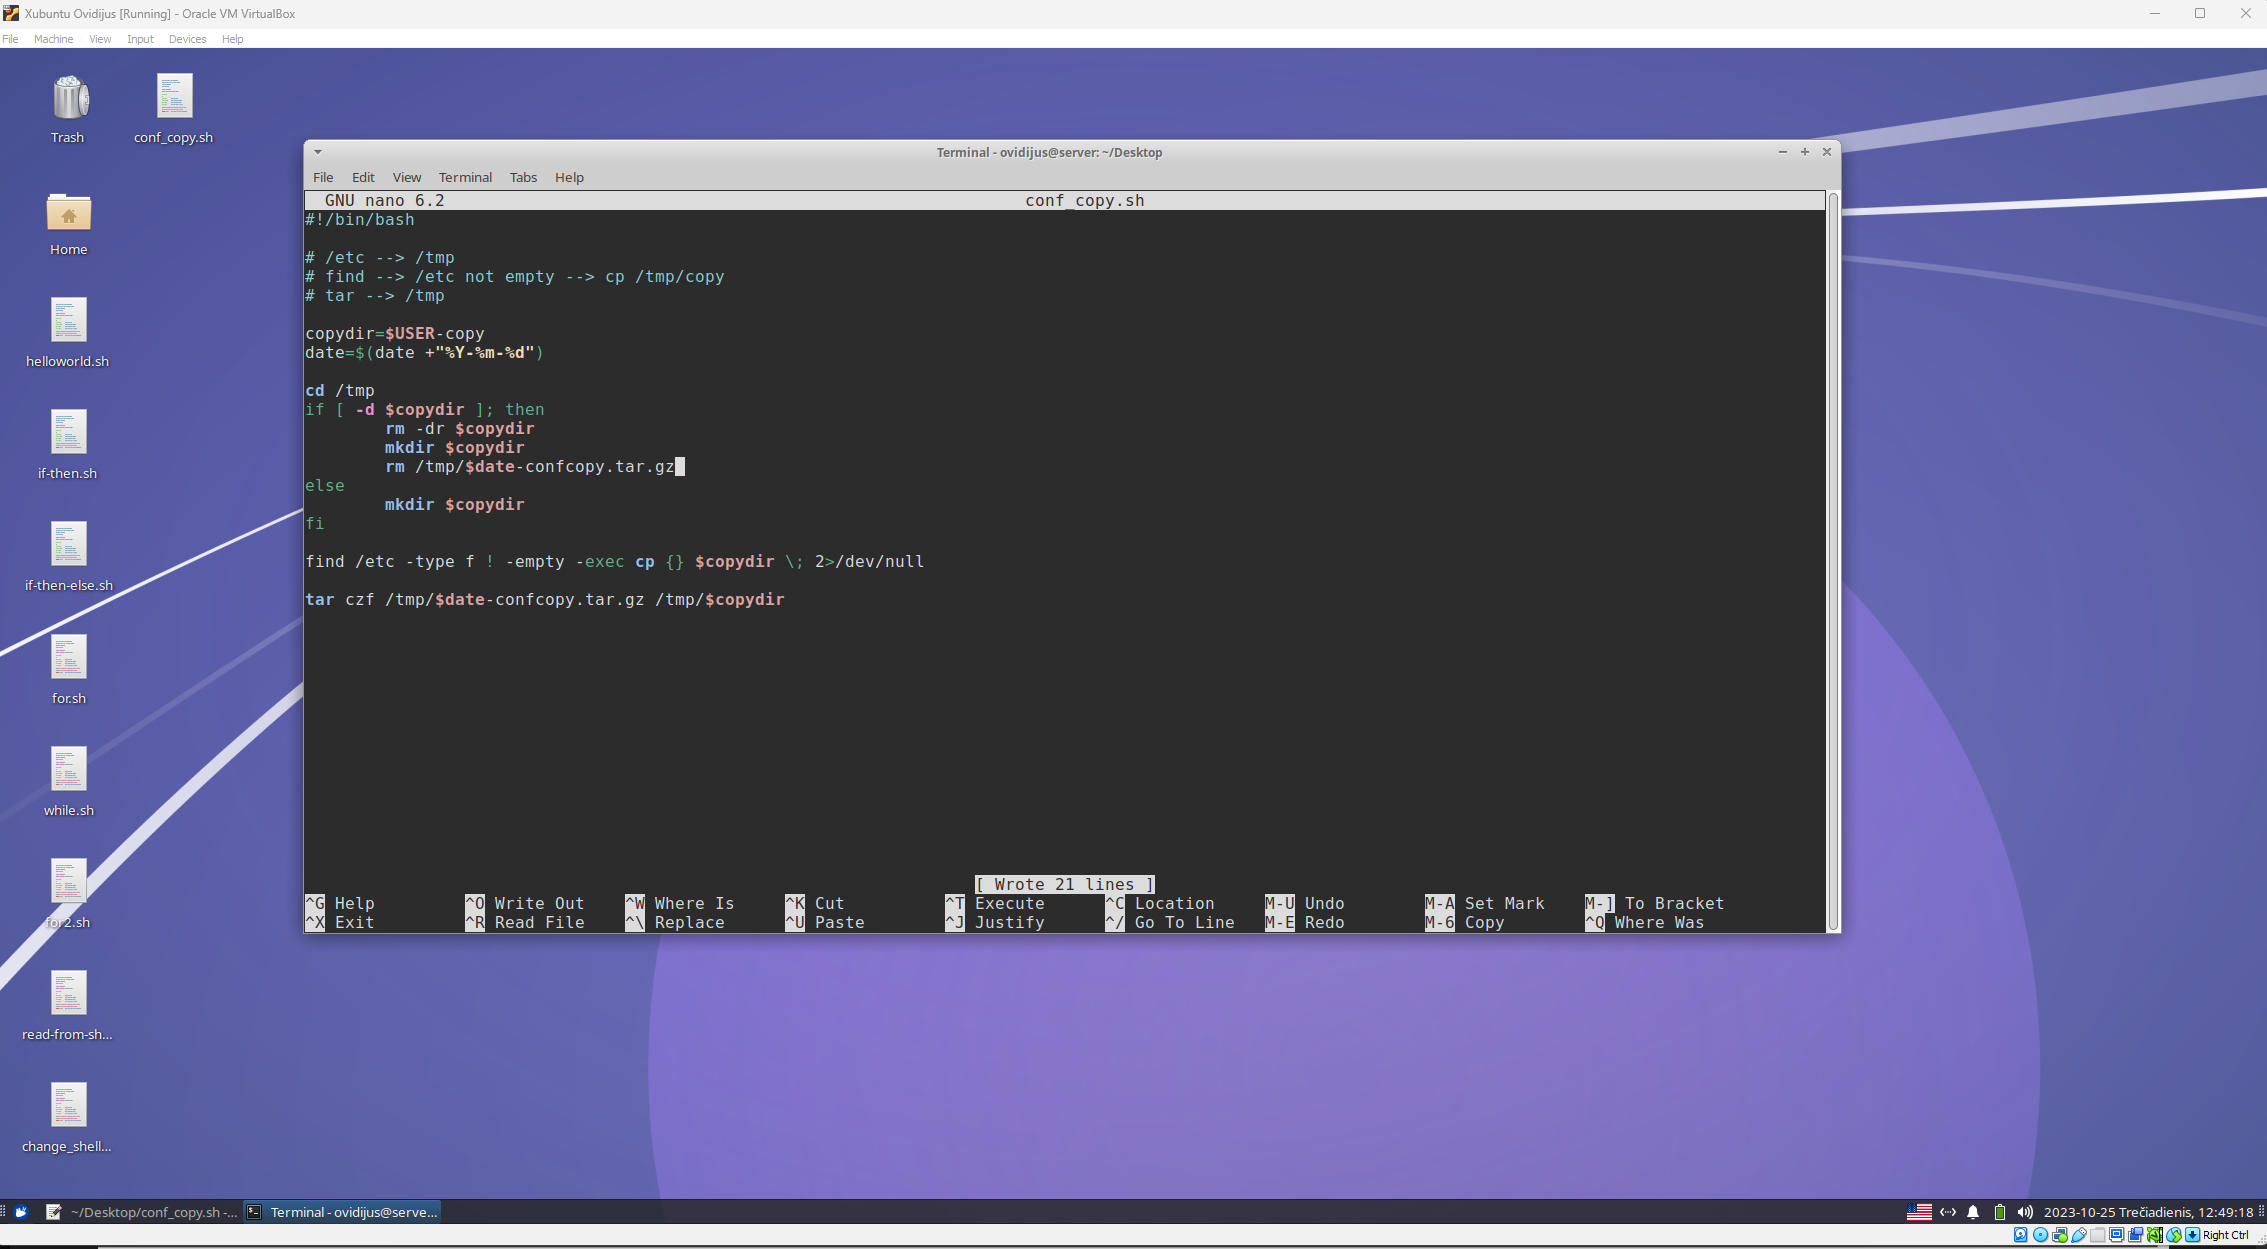 Xubuntu Ovidijus [Running] - Oracle VM VirtualBox
File Machine View Input Devices Help
Trash
conf_copy.sh
Home
helloworld.sh
if-then.sh
if-then-else.sh
for.sh
while.sh
for2.sh
read-from-sh...
change_shell...
Terminal - ovidijus@server: ~/Desktop
File Edit View Terminal Tabs Help
GNU nano 6.2 conf_copy.sh
#!/bin/bash
# /etc --> /tmp
# find --> /etc not empty --> cp /tmp/copy
# tar --> /tmp
copydir=$USER-copy
date=$(date +"%Y-%m-%d")
cd /tmp
if [ -d $copydir ]; then
rm -dr $copydir
mkdir $copydir
rm /tmp/$date-confcopy.tar.gz
else
mkdir $copydir
fi
find /etc -type f ! -empty -exec cp {} $copydir \; 2>/dev/null
tar czf /tmp/$date-confcopy.tar.gz /tmp/$copydir
[ Wrote 21 lines ]
^G Help ^O Write Out ^W Where Is ^K Cut ^T Execute ^C Location M-U Undo M-A Set Mark M-] To Bracket
^X Exit ^R Read File ^\ Replace ^U Paste ^J Justify ^/ Go To Line M-E Redo M-6 Copy ^Q Where Was
~/Desktop/conf_copy.sh -... Terminal - ovidijus@serve... 2023-10-25 Trečiadienis, 12:49:18
Right Ctrl